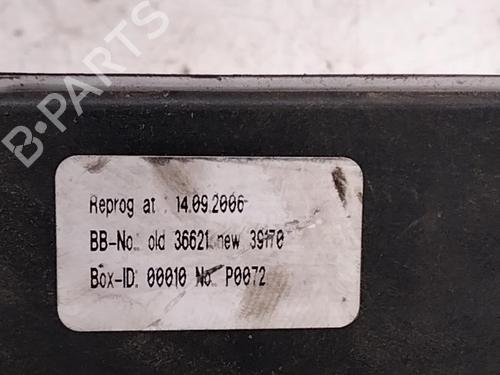 B-PARTS
Reprog at : 14.09.2006
BB-No.: old 36621 new 39170
Box-ID: 00010 No. P0072